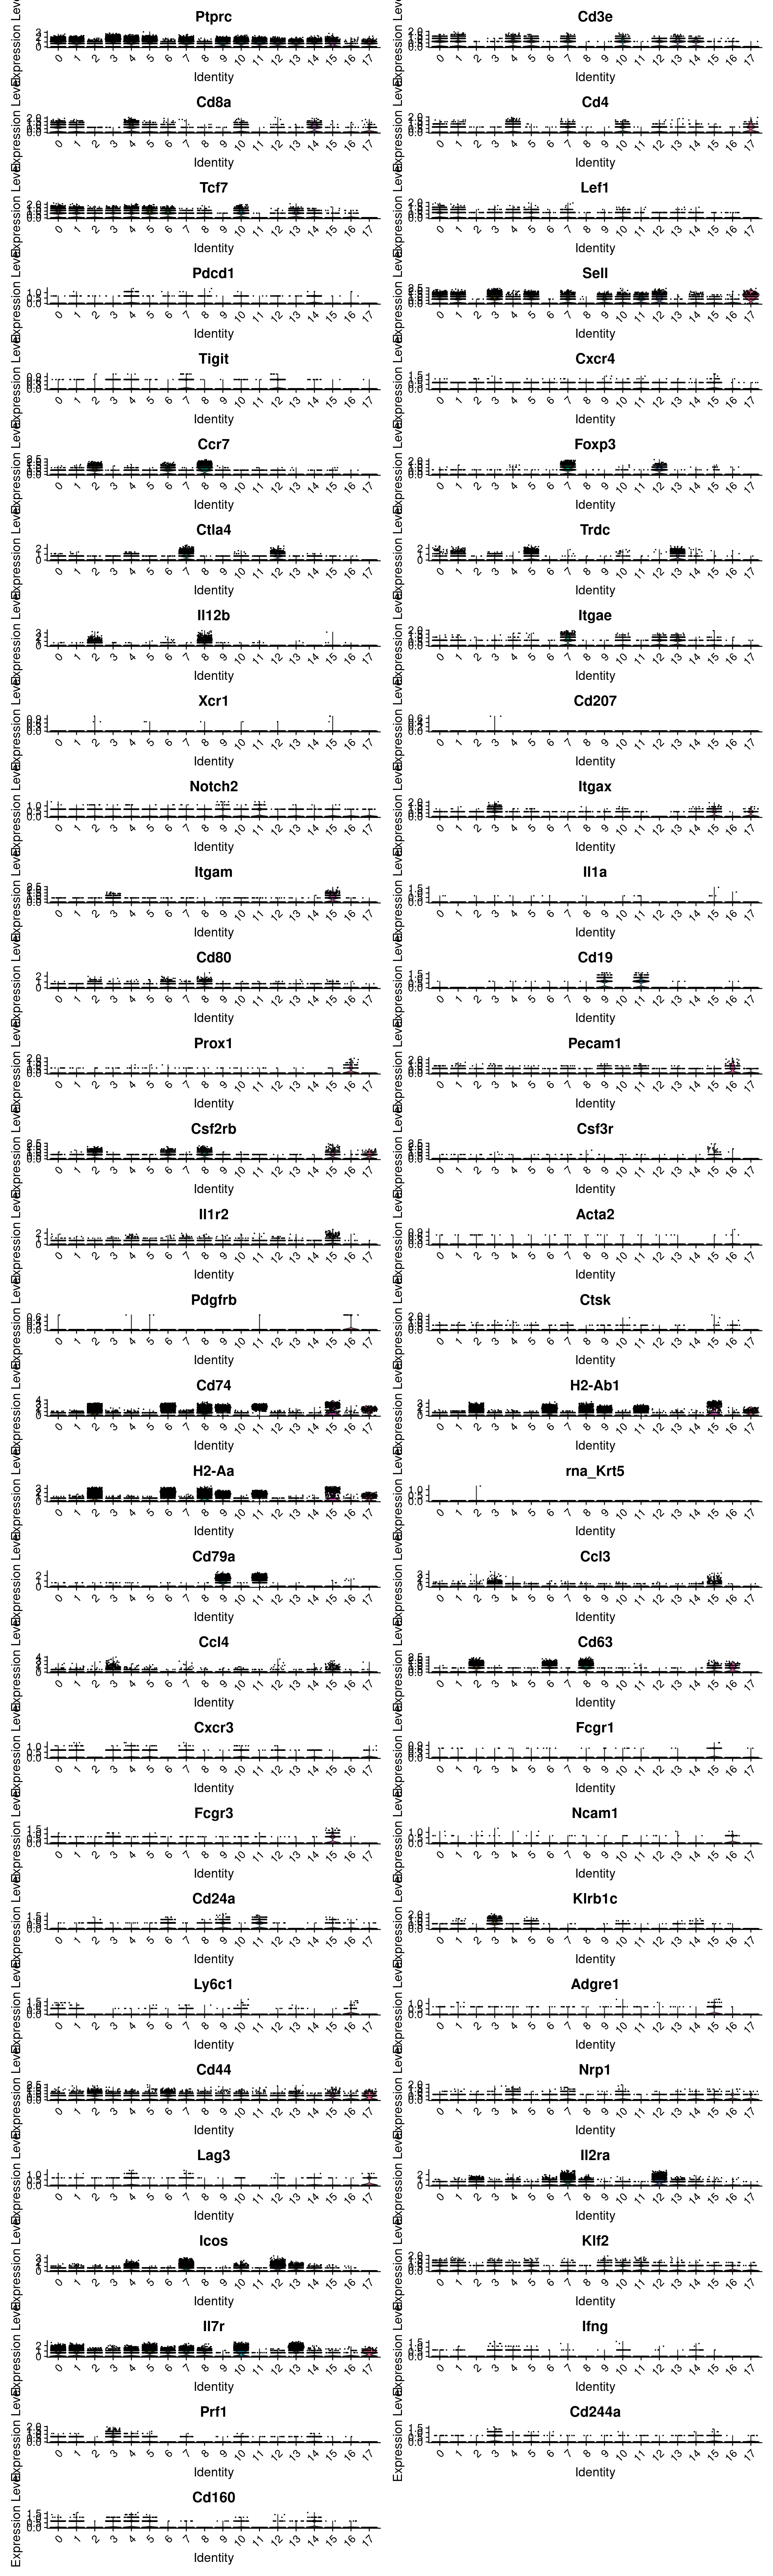 Ptprc Cd3e
Expression Level Expression Level
0 1 2 3 4 5 6 7 8 9 10 11 12 13 14 15 16 17 0 1 2 3 4 5 6 7 8 9 10 11 12 13 14 15 16 17
Identity Identity
Cd8a Cd4
Expression Level Expression Level
0 1 2 3 4 5 6 7 8 9 10 11 12 13 14 15 16 17 0 1 2 3 4 5 6 7 8 9 10 11 12 13 14 15 16 17
Identity Identity
Tcf7 Lef1
Expression Level Expression Level
0 1 2 3 4 5 6 7 8 9 10 11 12 13 14 15 16 17 0 1 2 3 4 5 6 7 8 9 10 11 12 13 14 15 16 17
Identity Identity
Pdcd1 Sell
Expression Level Expression Level
0 1 2 3 4 5 6 7 8 9 10 11 12 13 14 15 16 17 0 1 2 3 4 5 6 7 8 9 10 11 12 13 14 15 16 17
Identity Identity
Tigit Cxcr4
Expression Level Expression Level
0 1 2 3 4 5 6 7 8 9 10 11 12 13 14 15 16 17 0 1 2 3 4 5 6 7 8 9 10 11 12 13 14 15 16 17
Identity Identity
Ccr7 Foxp3
Expression Level Expression Level
0 1 2 3 4 5 6 7 8 9 10 11 12 13 14 15 16 17 0 1 2 3 4 5 6 7 8 9 10 11 12 13 14 15 16 17
Identity Identity
Ctla4 Trdc
Expression Level Expression Level
0 1 2 3 4 5 6 7 8 9 10 11 12 13 14 15 16 17 0 1 2 3 4 5 6 7 8 9 10 11 12 13 14 15 16 17
Identity Identity
Il12b Itgae
Expression Level Expression Level
0 1 2 3 4 5 6 7 8 9 10 11 12 13 14 15 16 17 0 1 2 3 4 5 6 7 8 9 10 11 12 13 14 15 16 17
Identity Identity
Xcr1 Cd207
Expression Level Expression Level
0 1 2 3 4 5 6 7 8 9 10 11 12 13 14 15 16 17 0 1 2 3 4 5 6 7 8 9 10 11 12 13 14 15 16 17
Identity Identity
Notch2 Itgax
Expression Level Expression Level
0 1 2 3 4 5 6 7 8 9 10 11 12 13 14 15 16 17 0 1 2 3 4 5 6 7 8 9 10 11 12 13 14 15 16 17
Identity Identity
Itgam Il1a
Expression Level Expression Level
0 1 2 3 4 5 6 7 8 9 10 11 12 13 14 15 16 17 0 1 2 3 4 5 6 7 8 9 10 11 12 13 14 15 16 17
Identity Identity
Cd80 Cd19
Expression Level Expression Level
0 1 2 3 4 5 6 7 8 9 10 11 12 13 14 15 16 17 0 1 2 3 4 5 6 7 8 9 10 11 12 13 14 15 16 17
Identity Identity
Prox1 Pecam1
Expression Level Expression Level
0 1 2 3 4 5 6 7 8 9 10 11 12 13 14 15 16 17 0 1 2 3 4 5 6 7 8 9 10 11 12 13 14 15 16 17
Identity Identity
Csf2rb Csf3r
Expression Level Expression Level
0 1 2 3 4 5 6 7 8 9 10 11 12 13 14 15 16 17 0 1 2 3 4 5 6 7 8 9 10 11 12 13 14 15 16 17
Identity Identity
Il1r2 Acta2
Expression Level Expression Level
0 1 2 3 4 5 6 7 8 9 10 11 12 13 14 15 16 17 0 1 2 3 4 5 6 7 8 9 10 11 12 13 14 15 16 17
Identity Identity
Pdgfrb Ctsk
Expression Level Expression Level
0 1 2 3 4 5 6 7 8 9 10 11 12 13 14 15 16 17 0 1 2 3 4 5 6 7 8 9 10 11 12 13 14 15 16 17
Identity Identity
Cd74 H2-Ab1
Expression Level Expression Level
0 1 2 3 4 5 6 7 8 9 10 11 12 13 14 15 16 17 0 1 2 3 4 5 6 7 8 9 10 11 12 13 14 15 16 17
Identity Identity
H2-Aa rna_Krt5
Expression Level Expression Level
0 1 2 3 4 5 6 7 8 9 10 11 12 13 14 15 16 17 0 1 2 3 4 5 6 7 8 9 10 11 12 13 14 15 16 17
Identity Identity
Cd79a Ccl3
Expression Level Expression Level
0 1 2 3 4 5 6 7 8 9 10 11 12 13 14 15 16 17 0 1 2 3 4 5 6 7 8 9 10 11 12 13 14 15 16 17
Identity Identity
Ccl4 Cd63
Expression Level Expression Level
0 1 2 3 4 5 6 7 8 9 10 11 12 13 14 15 16 17 0 1 2 3 4 5 6 7 8 9 10 11 12 13 14 15 16 17
Identity Identity
Cxcr3 Fcgr1
Expression Level Expression Level
0 1 2 3 4 5 6 7 8 9 10 11 12 13 14 15 16 17 0 1 2 3 4 5 6 7 8 9 10 11 12 13 14 15 16 17
Identity Identity
Fcgr3 Ncam1
Expression Level Expression Level
0 1 2 3 4 5 6 7 8 9 10 11 12 13 14 15 16 17 0 1 2 3 4 5 6 7 8 9 10 11 12 13 14 15 16 17
Identity Identity
Cd24a Klrb1c
Expression Level Expression Level
0 1 2 3 4 5 6 7 8 9 10 11 12 13 14 15 16 17 0 1 2 3 4 5 6 7 8 9 10 11 12 13 14 15 16 17
Identity Identity
Ly6c1 Adgre1
Expression Level Expression Level
0 1 2 3 4 5 6 7 8 9 10 11 12 13 14 15 16 17 0 1 2 3 4 5 6 7 8 9 10 11 12 13 14 15 16 17
Identity Identity
Cd44 Nrp1
Expression Level Expression Level
0 1 2 3 4 5 6 7 8 9 10 11 12 13 14 15 16 17 0 1 2 3 4 5 6 7 8 9 10 11 12 13 14 15 16 17
Identity Identity
Lag3 Il2ra
Expression Level Expression Level
0 1 2 3 4 5 6 7 8 9 10 11 12 13 14 15 16 17 0 1 2 3 4 5 6 7 8 9 10 11 12 13 14 15 16 17
Identity Identity
Icos Klf2
Expression Level Expression Level
0 1 2 3 4 5 6 7 8 9 10 11 12 13 14 15 16 17 0 1 2 3 4 5 6 7 8 9 10 11 12 13 14 15 16 17
Identity Identity
Il7r Ifng
Expression Level Expression Level
0 1 2 3 4 5 6 7 8 9 10 11 12 13 14 15 16 17 0 1 2 3 4 5 6 7 8 9 10 11 12 13 14 15 16 17
Identity Identity
Prf1 Cd244a
Expression Level Expression Level
0 1 2 3 4 5 6 7 8 9 10 11 12 13 14 15 16 17 0 1 2 3 4 5 6 7 8 9 10 11 12 13 14 15 16 17
Identity Identity
Cd160
Expression Level
0 1 2 3 4 5 6 7 8 9 10 11 12 13 14 15 16 17
Identity